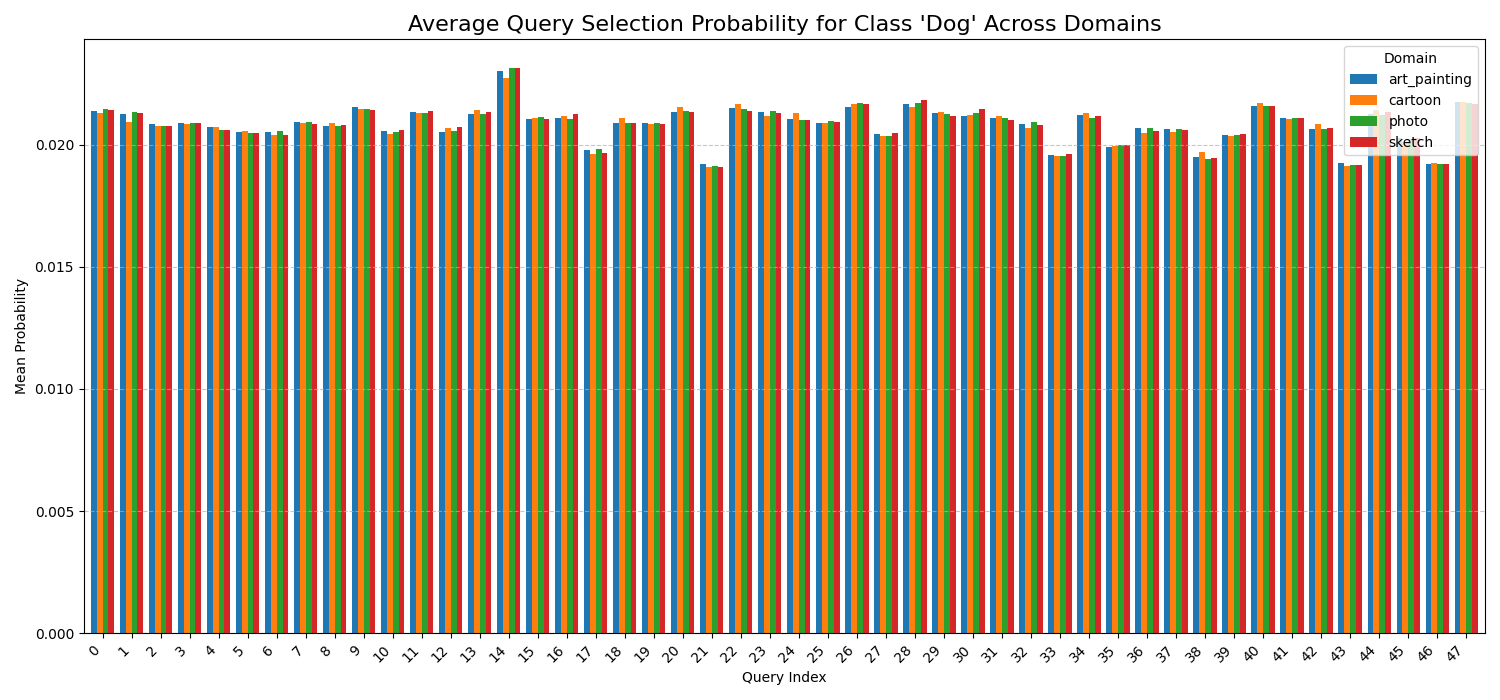 Average Query Selection Probability for Class 'Dog' Across Domains
Domain
art_painting
cartoon
photo
sketch
Mean Probability
0.020
0.015
0.010
0.005
0.000
0 1 2 3 4 5 6 7 8 9 10 11 12 13 14 15 16 17 18 19 20 21 22 23 24 25 26 27 28 29 30 31 32 33 34 35 36 37 38 39 40 41 42 43 44 45 46 47
Query Index